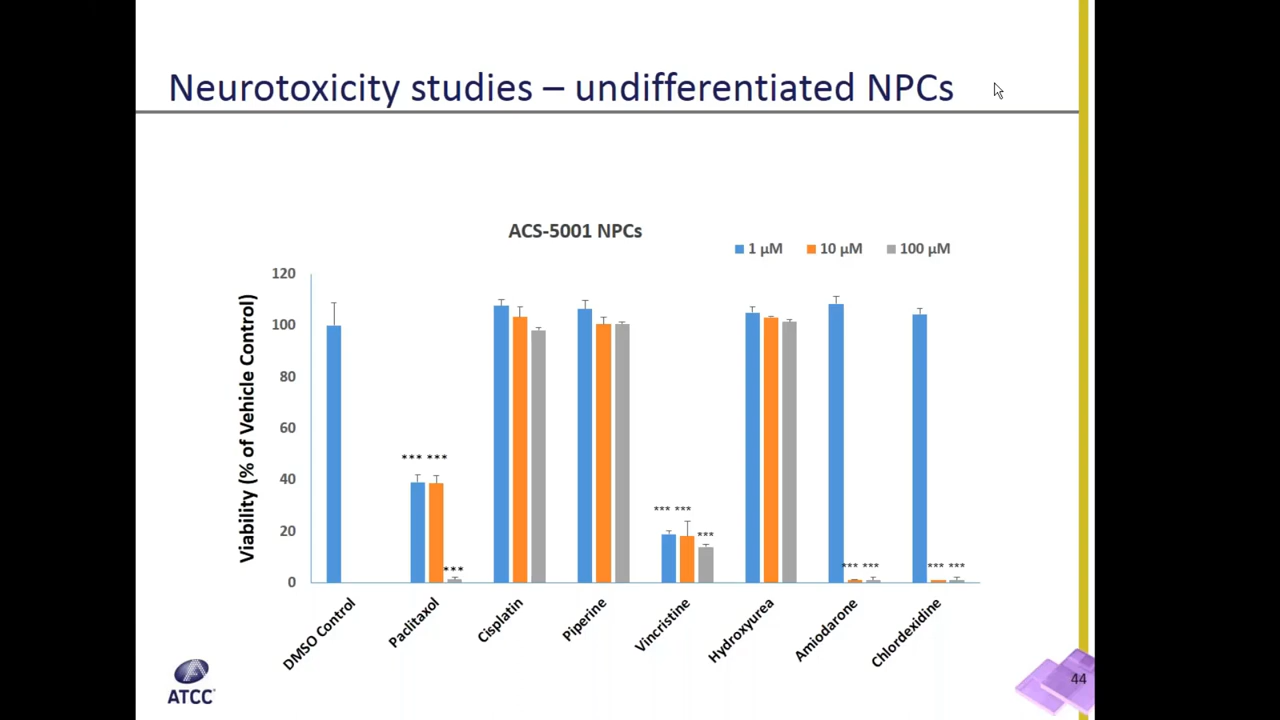 Neurotoxicity studies – undifferentiated NPCs
ACS-5001 NPCs
1 µM
10 µM
100 µM
Viability (% of Vehicle Control)
120
100
80
60
40
20
0
*** ***
***
*** ***
***
*** ***
*** ***
DMSO Control
Paclitaxol
Cisplatin
Piperine
Vincristine
Hydroxyurea
Amiodarone
Chlordexidine
ATCC
44